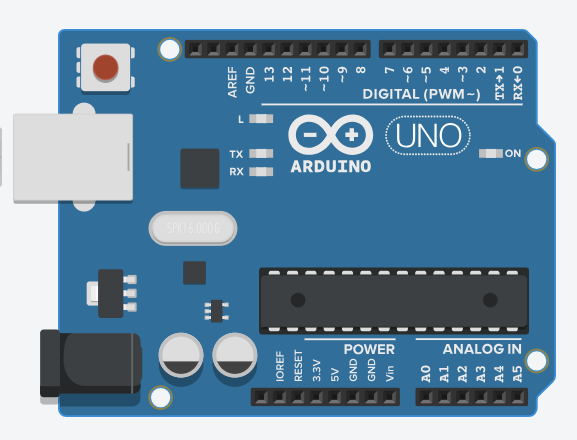 AREF
GND
13
12
~11
~10
~9
8
7
~6
~5
4
~3
2
TX→1
RX←0
DIGITAL (PWM~)
L
TX
RX
ARDUINO
UNO
ON
SPK16.000G
POWER
ANALOG IN
IOREF
RESET
3.3V
5V
GND
GND
Vin
A0
A1
A2
A3
A4
A5